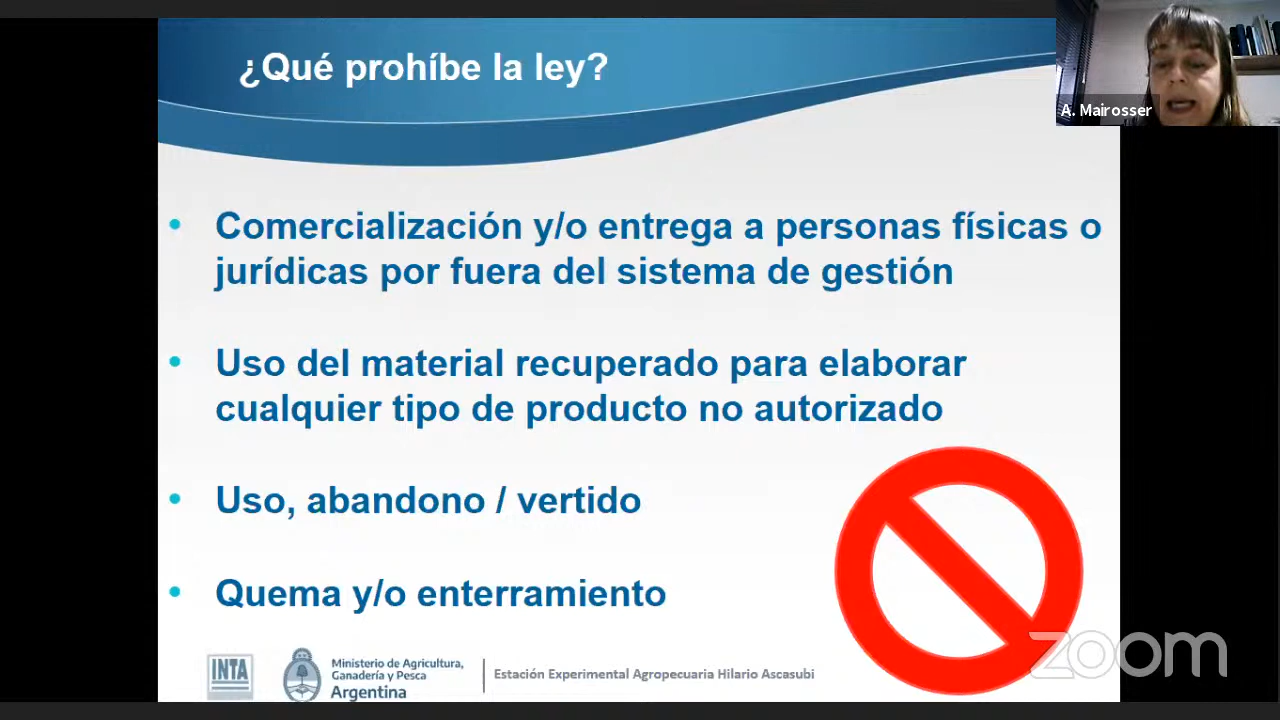 ¿Qué prohíbe la ley?
A. Mairosser
• Comercialización y/o entrega a personas físicas o
jurídicas por fuera del sistema de gestión
• Uso del material recuperado para elaborar
cualquier tipo de producto no autorizado
• Uso, abandono / vertido
• Quema y/o enterramiento
INTA
Ministerio de Agricultura,
Ganadería y Pesca
Argentina
Estación Experimental Agropecuaria Hilario Ascasubi
zoom